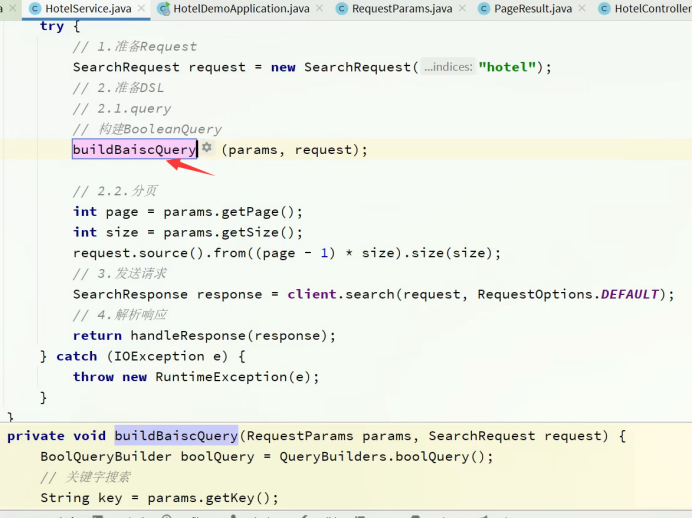 a HotelService.java HotelDemoApplication.java RequestParams.java PageResult.java HotelController
try {
// 1.准备Request
SearchRequest request = new SearchRequest( ...indices: "hotel");
// 2.准备DSL
// 2.1.query
// 构建BooleanQuery
buildBaiscQuery (params, request);
// 2.2.分页
int page = params.getPage();
int size = params.getSize();
request.source().from((page - 1) * size).size(size);
// 3.发送请求
SearchResponse response = client.search(request, RequestOptions.DEFAULT);
// 4.解析响应
return handleResponse(response);
} catch (IOException e) {
throw new RuntimeException(e);
}
}
private void buildBaiscQuery(RequestParams params, SearchRequest request) {
BoolQueryBuilder boolQuery = QueryBuilders.boolQuery();
// 关键字搜索
String key = params.getKey();